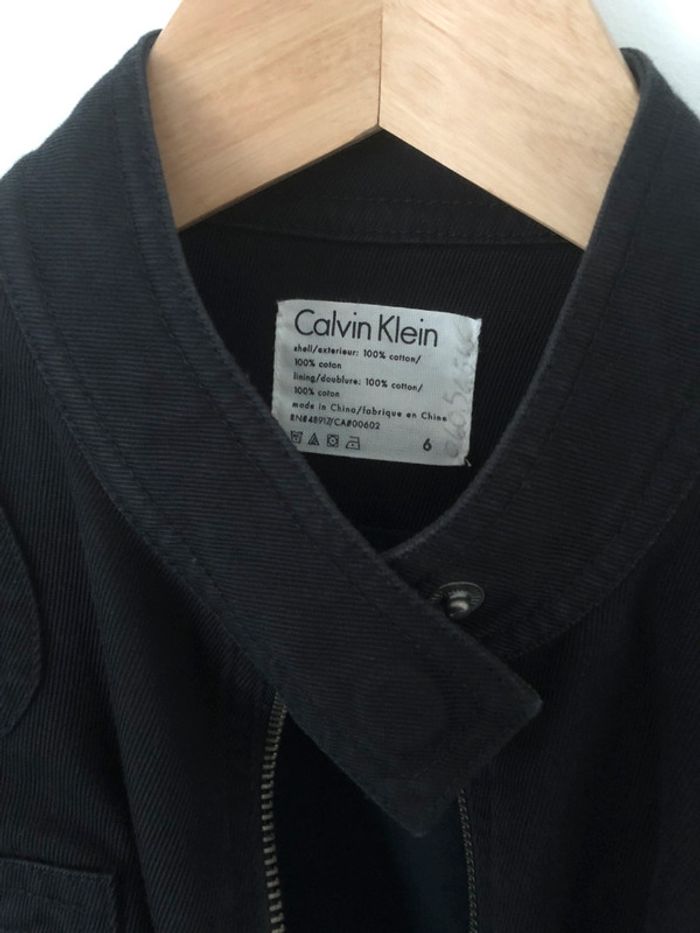 Calvin Klein
shell/exterieur: 100% cotton/
100% coton
lining/doublure: 100% cotton/
100% coton
made in China/fabrique en China
RN#48917/CA#00602
6